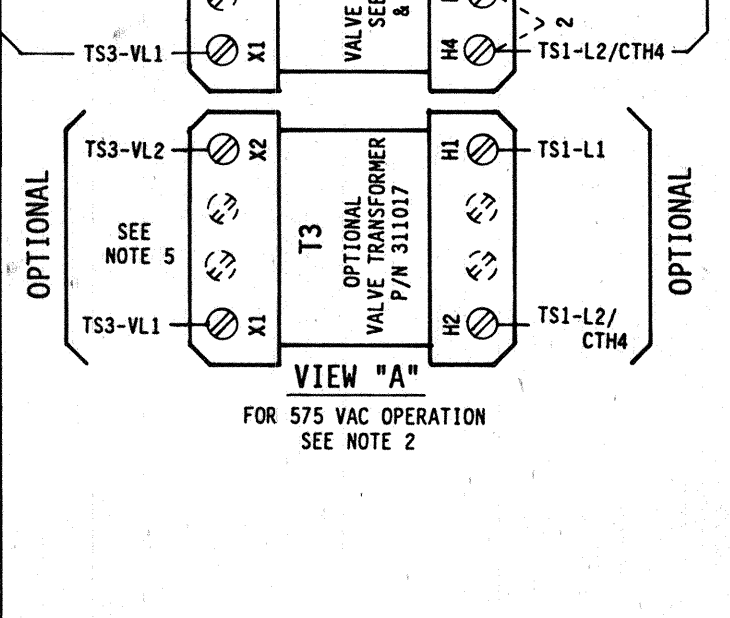 TS3-VL1
X1
VALVE
SEE
&
H4
2
TS1-L2/CTH4
OPTIONAL
TS3-VL2
X2
SEE
NOTE 5
TS3-VL1
X1
T3
OPTIONAL
VALVE TRANSFORMER
P/N 311017
H1
TS1-L1
H2
TS1-L2/
CTH4
OPTIONAL
VIEW "A"
FOR 575 VAC OPERATION
SEE NOTE 2